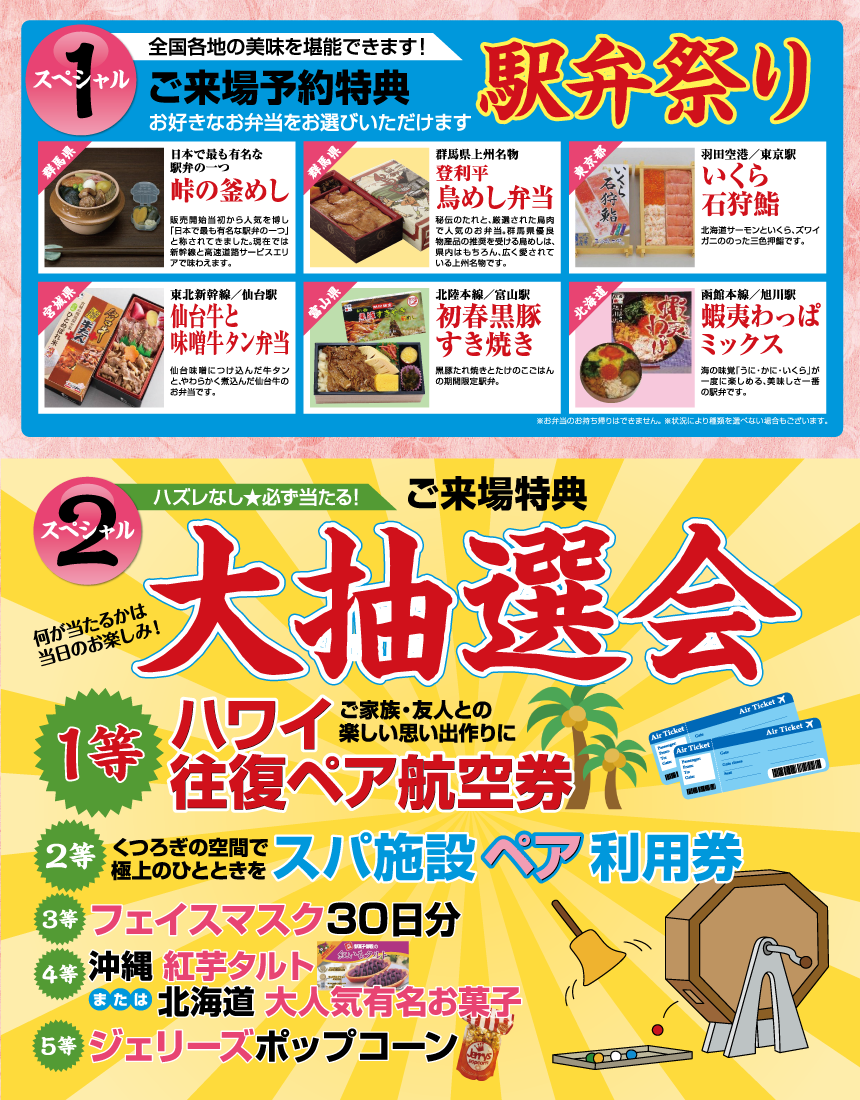 スペシャル
1
全国各地の美味を堪能できます!
ご来場予約特典
お好きなお弁当をお選びいただけます
駅弁祭り
群馬県
日本で最も有名な
駅弁の一つ
峠の釜めし
販売開始当初から人気を博し
「日本で最も有名な駅弁の一つ」
と称されてきました。現在では
新幹線と高速道路サービスエリ
アで味わえます。
群馬県
群馬県上州名物
登利平
鳥めし弁当
秘伝のたれと、厳選された鳥肉
で人気のお弁当。群馬県優良
物産品の推奨を受ける鳥めしは、
県内はもちろん、広く愛されて
いる上州名物です。
東京都
いくら
石狩鮨
羽田空港/東京駅
いくら
石狩鮨
北海道サーモンといくら、ズワイ
ガニののった三色押鮨です。
宮城県
東北新幹線/仙台駅
仙台牛と
味噌牛タン弁当
仙台味噌につけ込んだ牛タン
と、やわらかく煮込んだ仙台牛の
お弁当です。
富山県
北陸本線/富山駅
初春黒豚
すき焼き
黒豚たれ焼きとたけのこごはん
の期間限定駅弁。
北海道
函館本線/旭川駅
蝦夷わっぱ
ミックス
海の味覚「うに・かに・いくら」が
一度に楽しめる、美味しさ一番
の駅弁です。
※お弁当のお持ち帰りはできません。※状況により種類を選べない場合もございます。
スペシャル
2
ハズレなし★必ず当たる!
ご来場特典
大抽選会
何が当たるかは
当日のお楽しみ!
1等
ハワイ
ご家族・友人との
楽しい思い出作りに
往復ペア航空券
Air Ticket
Air Ticket
Air Ticket
Air Ticket
2等
くつろぎの空間で
極上のひとときを
スパ施設 ペア 利用券
3等
フェイスマスク30日分
4等
沖縄 紅芋タルト
または 北海道 大人気有名お菓子
5等
ジェリーズポップコーン